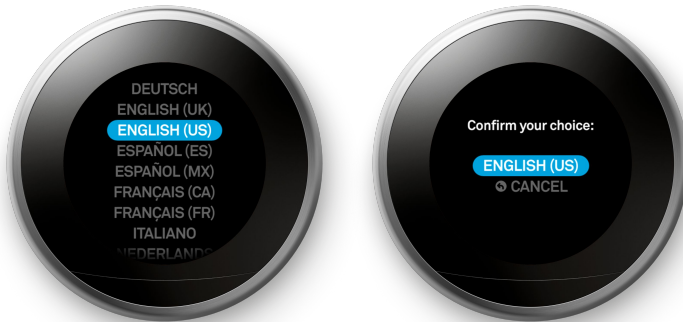 DEUTSCH
ENGLISH (UK)
ENGLISH (US)
ESPAÑOL (ES)
ESPAÑOL (MX)
FRANÇAIS (CA)
FRANÇAIS (FR)
ITALIANO
NEDERLANDS
Confirm your choice:
ENGLISH (US)
CANCEL